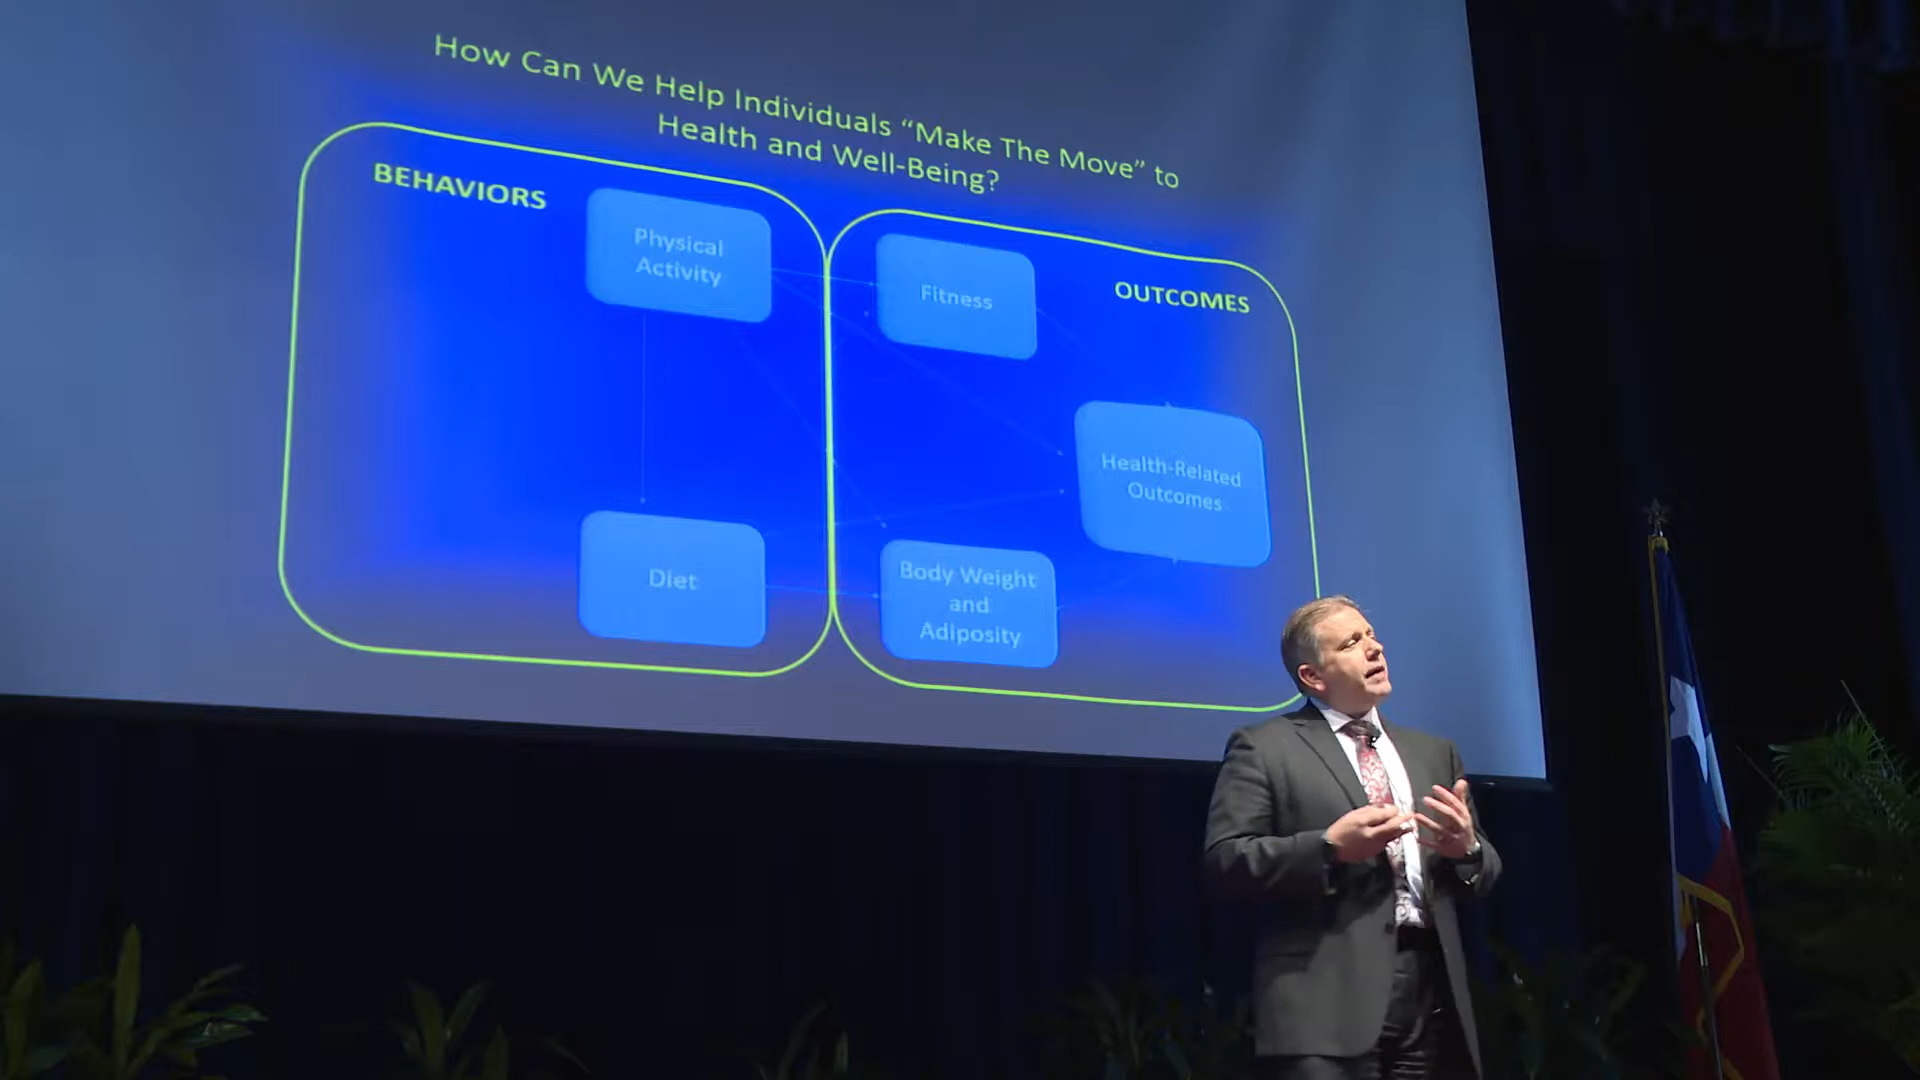 How Can We Help Individuals “Make The Move” to
Health and Well-Being?
BEHAVIORS
Physical
Activity
Diet
OUTCOMES
Fitness
Health-Related
Outcomes
Body Weight
and
Adiposity